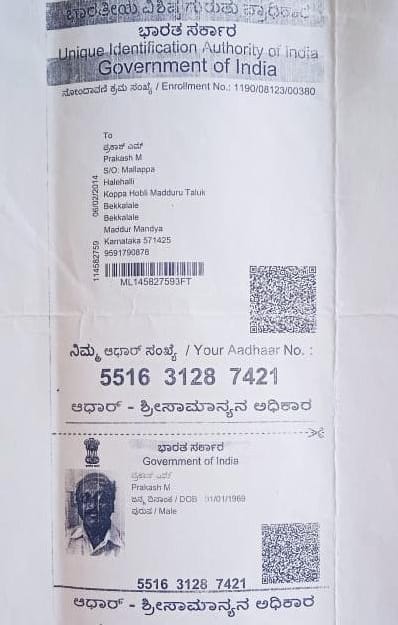 ಭಾರತೀಯ ವಿಶಿಷ್ಟ ಗುರುತು ಪ್ರಾಧಿಕಾರ
ಭಾರತ ಸರ್ಕಾರ
Unique Identification Authority of India
Government of India
ನೋಂದಾವಣೆ ಕ್ರಮ ಸಂಖ್ಯೆ / Enrollment No.: 1190/08123/00380
To
ಪ್ರಕಾಶ್ ಎಮ್
Prakash M
S/O: Mallappa
Halehalli
Koppa Hobli Madduru Taluk
Bekkalale
Bekkalale
Maddur Mandya
Karnataka 571425
9591790878
06/02/2014
114582759
ML145827593FT
ನಿಮ್ಮ ಆಧಾರ್ ಸಂಖ್ಯೆ / Your Aadhaar No. :
5516 3128 7421
ಆಧಾರ್ - ಶ್ರೀಸಾಮಾನ್ಯನ ಅಧಿಕಾರ
ಭಾರತ ಸರ್ಕಾರ
Government of India
ಪ್ರಕಾಶ್ ಎಮ್
Prakash M
ಜನ್ಮ ದಿನಾಂಕ / DOB : 01/01/1969
ಪುರುಷ / Male
5516 3128 7421
ಆಧಾರ್ - ಶ್ರೀಸಾಮಾನ್ಯನ ಅಧಿಕಾರ